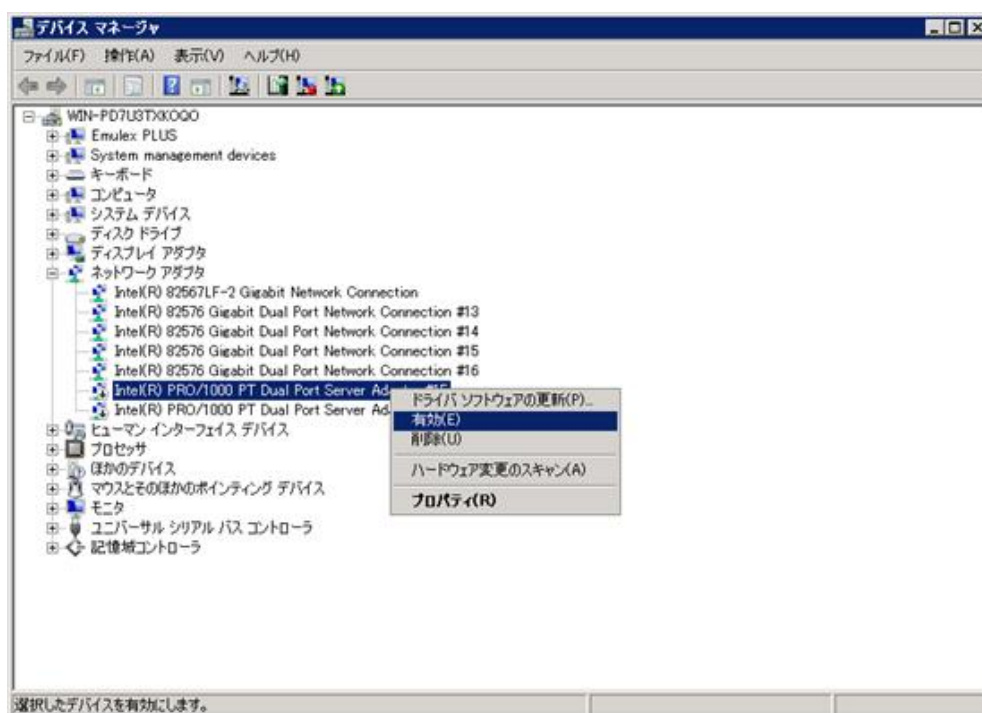 デバイス マネージャ
ファイル(F) 操作(A) 表示(V) ヘルプ(H)
WIN-PD7U3TXKOQO
Emulex PLUS
System management devices
キーボード
コンピュータ
システム デバイス
ディスク ドライブ
ディスプレイ アダプタ
ネットワーク アダプタ
Intel(R) 82567LF-2 Gigabit Network Connection
Intel(R) 82576 Gigabit Dual Port Network Connection #13
Intel(R) 82576 Gigabit Dual Port Network Connection #14
Intel(R) 82576 Gigabit Dual Port Network Connection #15
Intel(R) 82576 Gigabit Dual Port Network Connection #16
Intel(R) PRO/1000 PT Dual Port Server
Intel(R) PRO/1000 PT Dual Port Server
ドライバ ソフトウェアの更新(P)...
有効(E)
削除(U)
ハードウェア変更のスキャン(A)
プロパティ(R)
ヒューマン インターフェイス デバイス
プロセッサ
ほかのデバイス
マウスとそのほかのポインティング デバイス
モニタ
ユニバーサル シリアル バス コントローラ
記憶域コントローラ
選択したデバイスを有効にします。